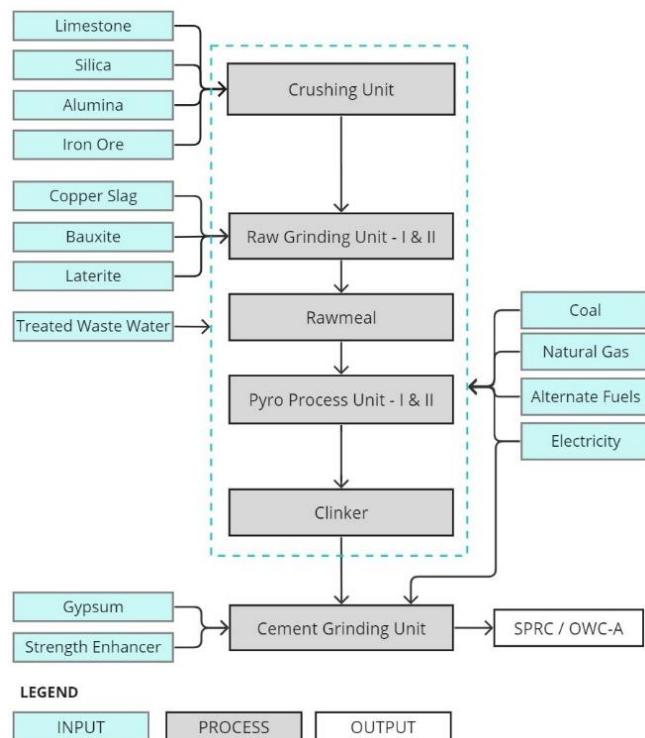 Limestone
Silica
Alumina
Iron Ore
Crushing Unit
Copper Slag
Bauxite
Laterite
Raw Grinding Unit - I & II
Treated Waste Water
Rawmeal
Coal
Natural Gas
Alternate Fuels
Electricity
Pyro Process Unit - I & II
Clinker
Gypsum
Strength Enhancer
Cement Grinding Unit
SPRC / OWC-A
LEGEND
INPUT
PROCESS
OUTPUT